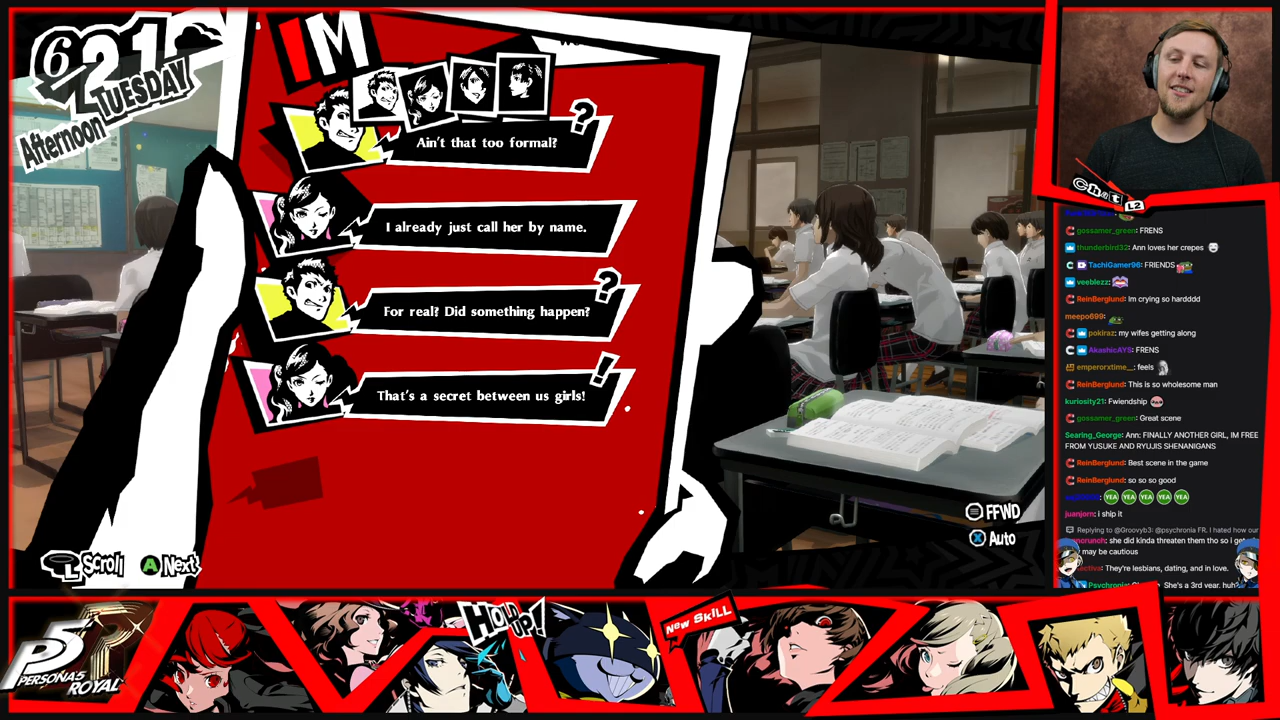 6 21
TUESDAY
Afternoon
IM
Ain't that too formal?
?
I already just call her by name.
For real? Did something happen?
?
That's a secret between us girls!
!
FFWD
Auto
L Scroll
A Next
Chat L2
gossamer_green: FRENS
thunderbird32: Ann loves her crepes
TachiGamer96: FRIENDS
veeblezz:
ReinBerglund: Im crying so hardddd
meepo699:
pokiraz: my wifes getting along
AkashicAYS: FRENS
emperorxtime__: feels
ReinBerglund: This is so wholesome man
kuriosity21: Fwiendship
gossamer_green: Great scene
Searing_George: Ann: FINALLY ANOTHER GIRL, IM FREE
FROM YUSUKE AND RYUJIS SHENANIGANS
ReinBerglund: Best scene in the game
ReinBerglund: so so so good
YEA YEA YEA YEA YEA
juanjorn: i ship it
Replying to @Groovyb3: @psychronia FR. I hated how our
she did kinda threaten them tho so i get
may be cautious
They're lesbians, dating, and in love.
Psychronia:
She's a 3rd year, huh?
P5R
PERSONA5
ROYAL
HOLD UP!
New SKILL